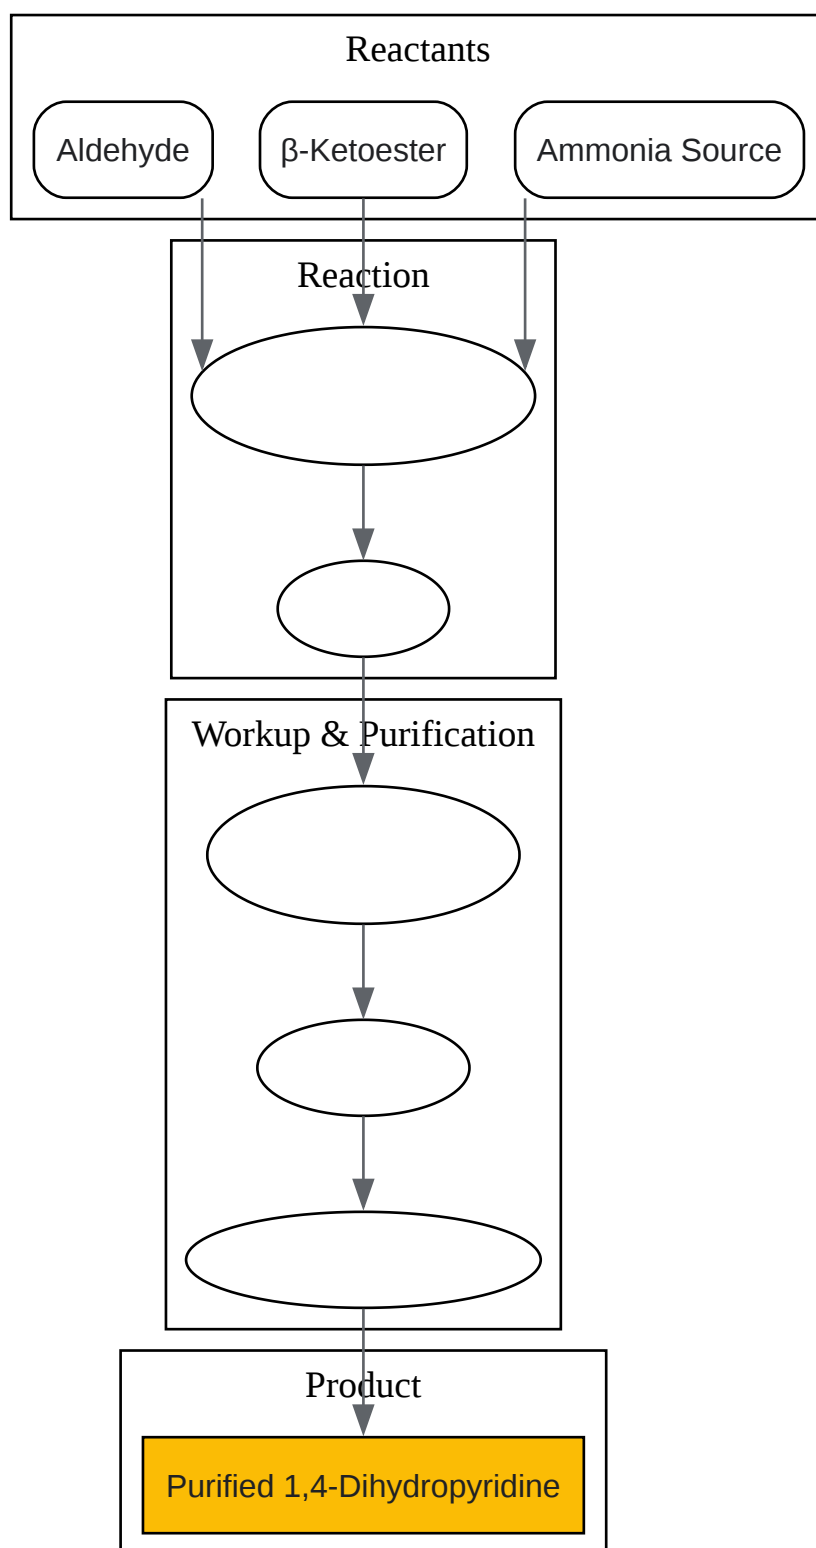 Reactants
Aldehyde
β-Ketoester
Ammonia Source
Reaction
Workup & Purification
Product
Purified 1,4-Dihydropyridine